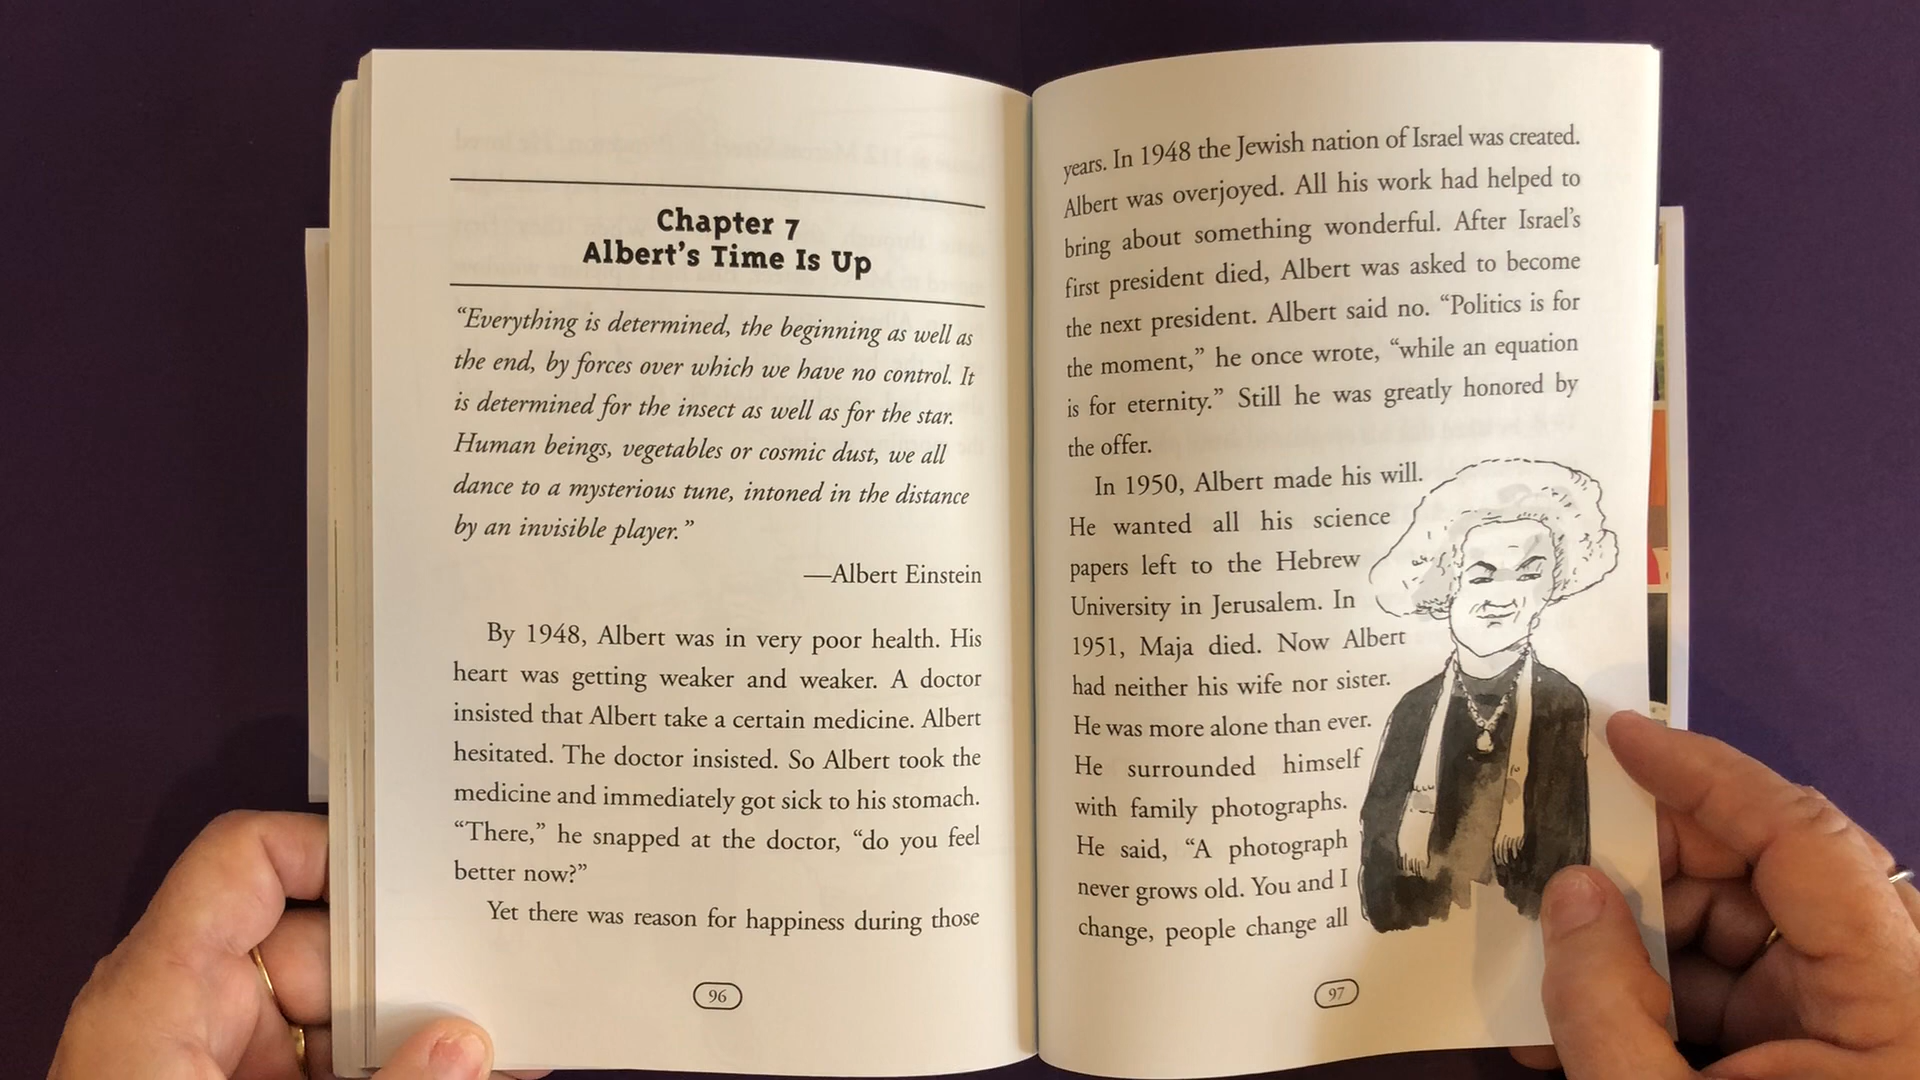 Chapter 7
Albert's Time Is Up
“Everything is determined, the beginning as well as
the end, by forces over which we have no control. It
is determined for the insect as well as for the star.
Human beings, vegetables or cosmic dust, we all
dance to a mysterious tune, intoned in the distance
by an invisible player.”
—Albert Einstein
By 1948, Albert was in very poor health. His
heart was getting weaker and weaker. A doctor
insisted that Albert take a certain medicine. Albert
hesitated. The doctor insisted. So Albert took the
medicine and immediately got sick to his stomach.
“There,” he snapped at the doctor, “do you feel
better now?”
Yet there was reason for happiness during those
96
years. In 1948 the Jewish nation of Israel was created.
Albert was overjoyed. All his work had helped to
bring about something wonderful. After Israel’s
first president died, Albert was asked to become
the next president. Albert said no. “Politics is for
the moment,” he once wrote, “while an equation
is for eternity.” Still he was greatly honored by
the offer.
In 1950, Albert made his will.
He wanted all his science
papers left to the Hebrew
University in Jerusalem. In
1951, Maja died. Now Albert
had neither his wife nor sister.
He was more alone than ever.
He surrounded himself
with family photographs.
He said, “A photograph
never grows old. You and I
change, people change all
97